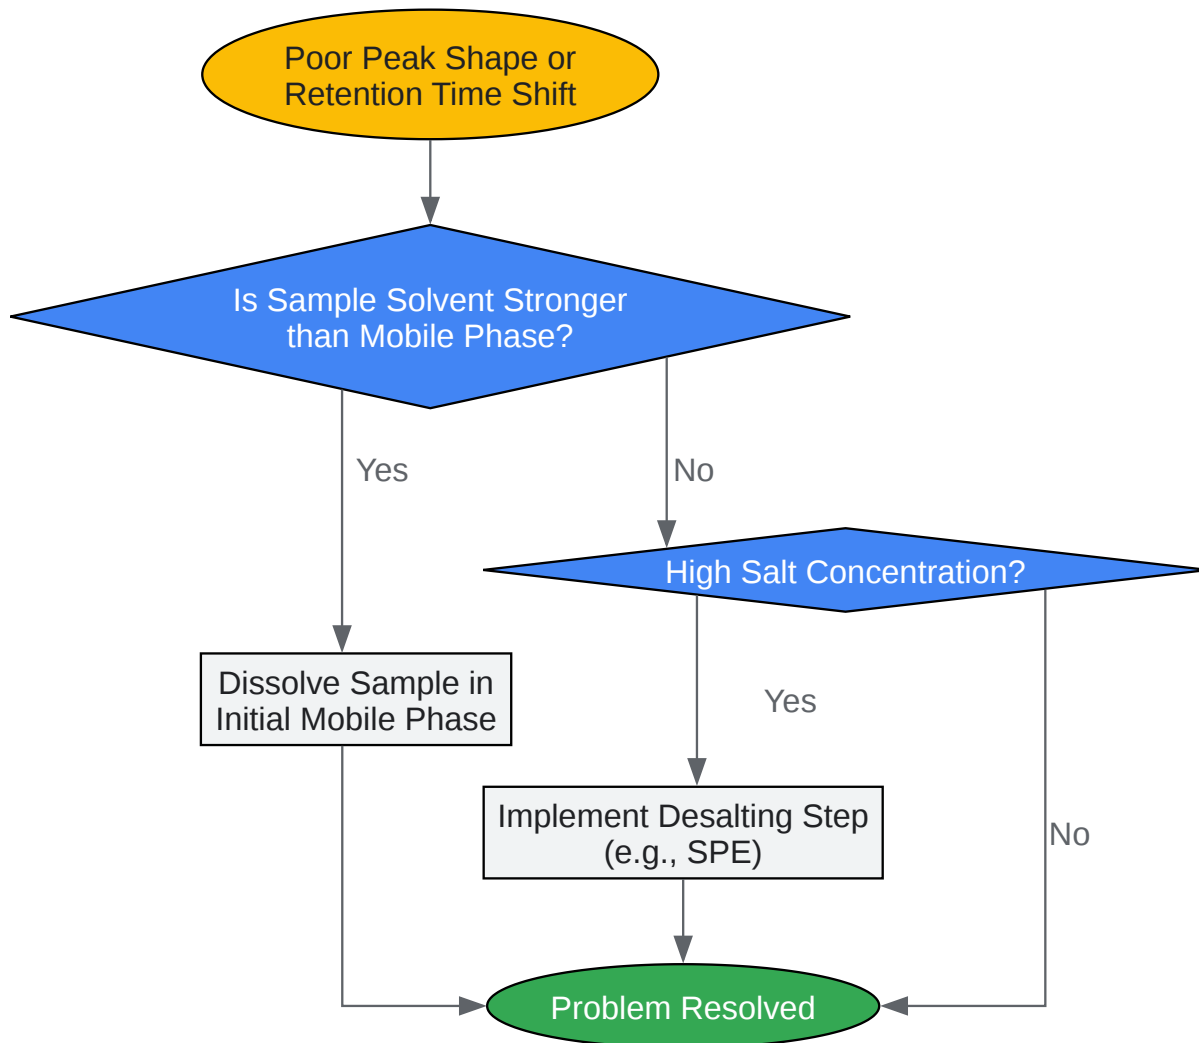 Poor Peak Shape or
Retention Time Shift
Is Sample Solvent Stronger
than Mobile Phase?
Yes
No
High Salt Concentration?
Dissolve Sample in
Initial Mobile Phase
Yes
Implement Desalting Step
(e.g., SPE)
No
Problem Resolved